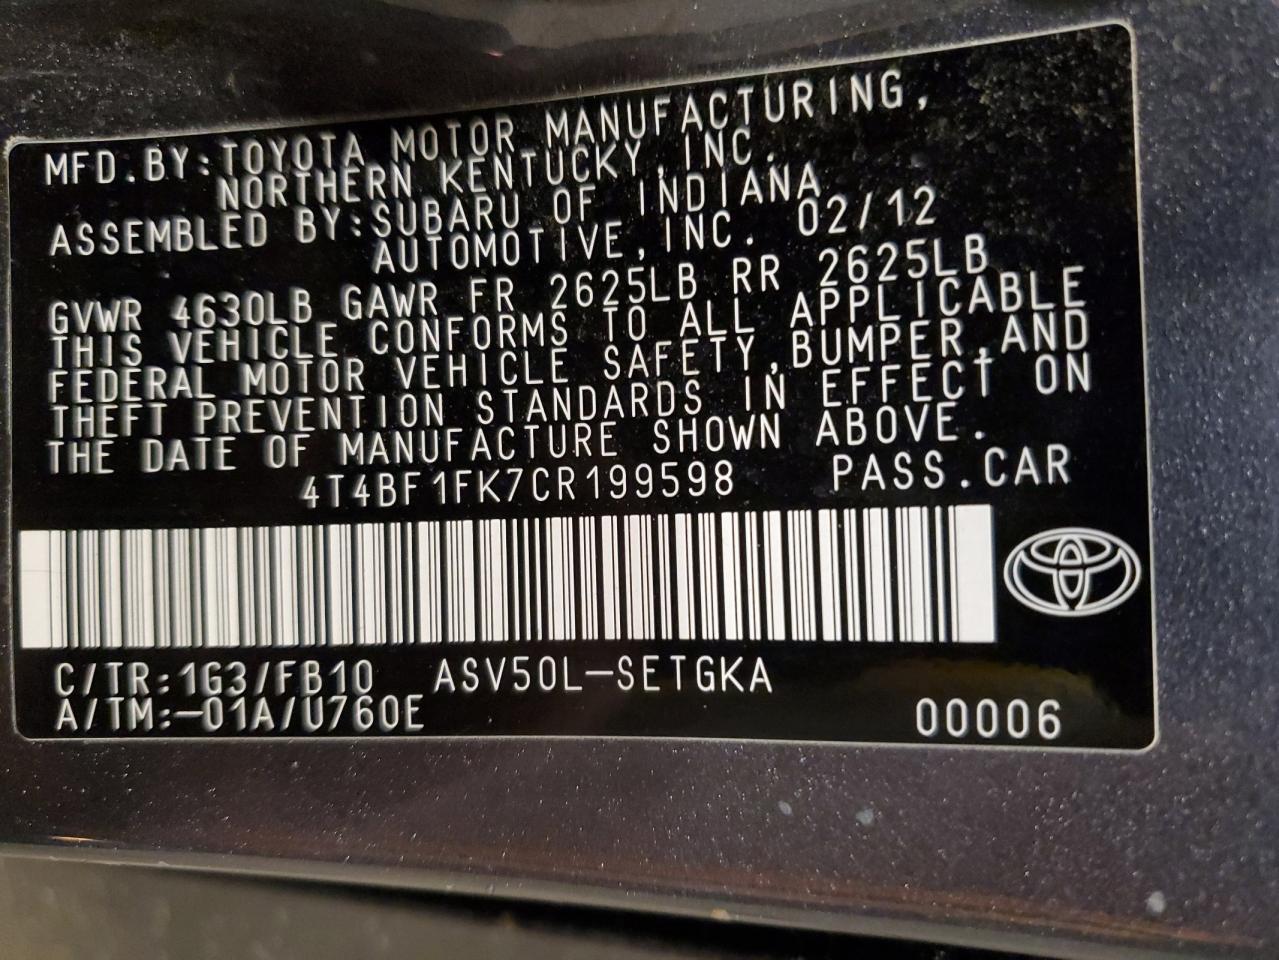 MFD.BY:TOYOTA MOTOR MANUFACTURING,
NORTHERN KENTUCKY,INC.
ASSEMBLED BY:SUBARU OF INDIANA
AUTOMOTIVE,INC. 02/12
GVWR 4630LB GAWR FR 2625LB RR 2625LB
THIS VEHICLE CONFORMS TO ALL APPLICABLE
FEDERAL MOTOR VEHICLE SAFETY,BUMPER,AND
THEFT PREVENTION STANDARDS IN EFFECT ON
THE DATE OF MANUFACTURE SHOWN ABOVE.
4T4BF1FK7CR199598 PASS.CAR
C/TR:1G3/FB10 ASV50L-SETGKA
A/TM:-01A/U760E
00006